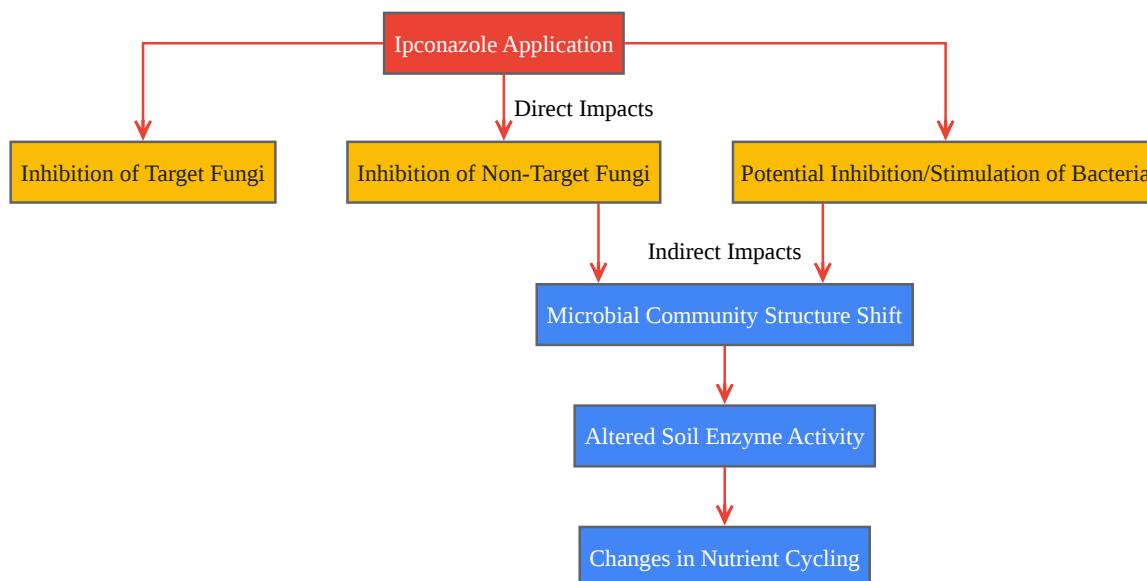 Ipconazole Application
Direct Impacts
Inhibition of Target Fungi
Inhibition of Non-Target Fungi
Potential Inhibition/Stimulation of Bacteria
Indirect Impacts
Microbial Community Structure Shift
Altered Soil Enzyme Activity
Changes in Nutrient Cycling